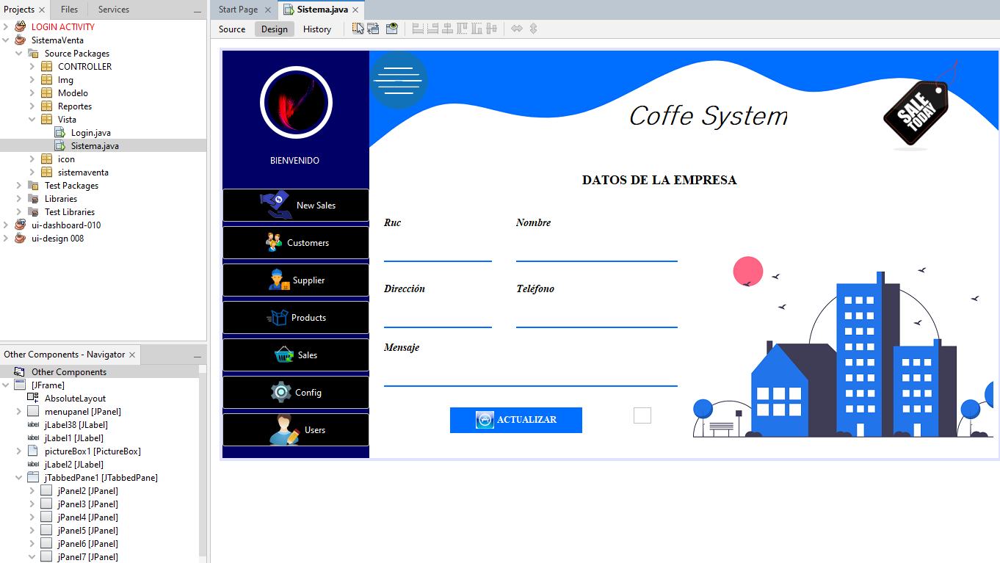 Projects
Files
Services
LOGIN ACTIVITY
SistemaVenta
Source Packages
CONTROLLER
Img
Modelo
Reportes
Vista
Login.java
Sistema.java
icon
sistemaventa
Test Packages
Libraries
Test Libraries
ui-dashboard-010
ui-design 008
Other Components - Navigator
Other Components
[JFrame]
AbsoluteLayout
menupanel [JPanel]
label jLabel38 [JLabel]
label jLabel1 [JLabel]
pictureBox1 [PictureBox]
label jLabel2 [JLabel]
jTabbedPane1 [JTabbedPane]
jPanel2 [JPanel]
jPanel3 [JPanel]
jPanel4 [JPanel]
jPanel5 [JPanel]
jPanel6 [JPanel]
jPanel7 [JPanel]
Start Page
Sistema.java
Source
Design
History
BIENVENIDO
New Sales
Customers
Supplier
Products
Sales
Config
Users
Coffe System
SALE
TODAY
DATOS DE LA EMPRESA
Ruc
Nombre
Dirección
Teléfono
Mensaje
ACTUALIZAR